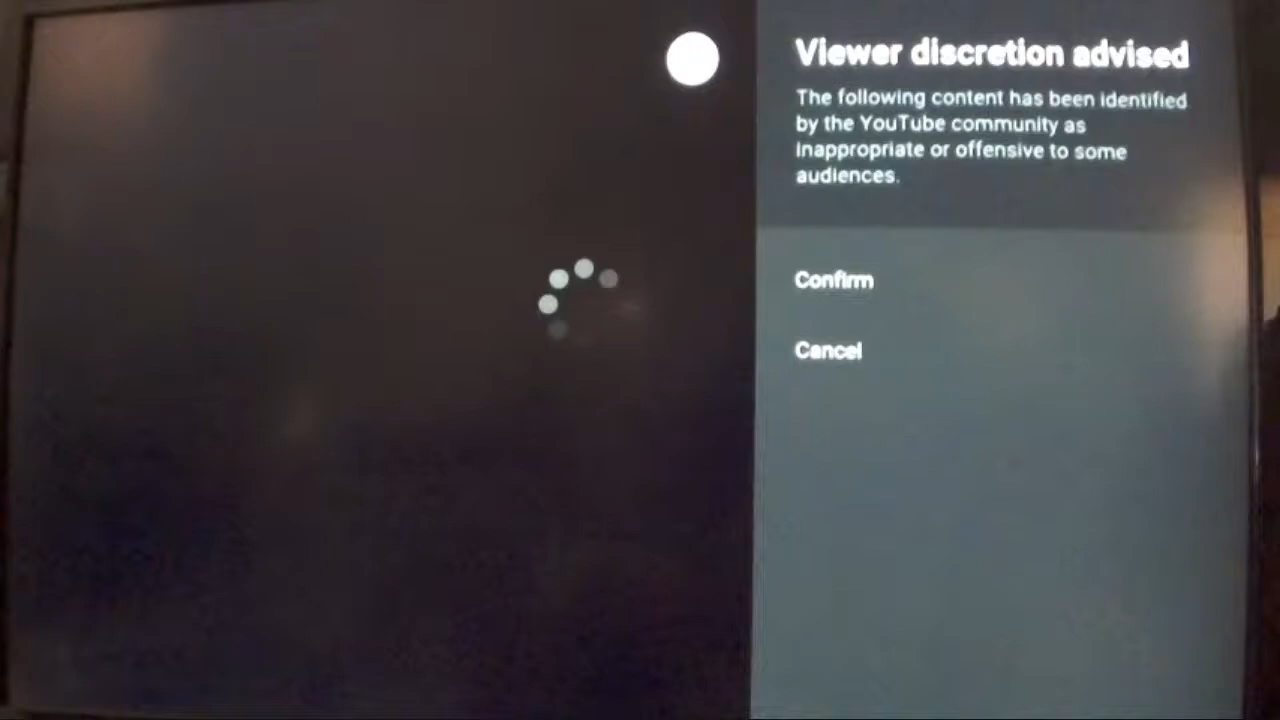 Viewer discretion advised
The following content has been identified
by the YouTube community as
inappropriate or offensive to some
audiences.
Confirm
Cancel